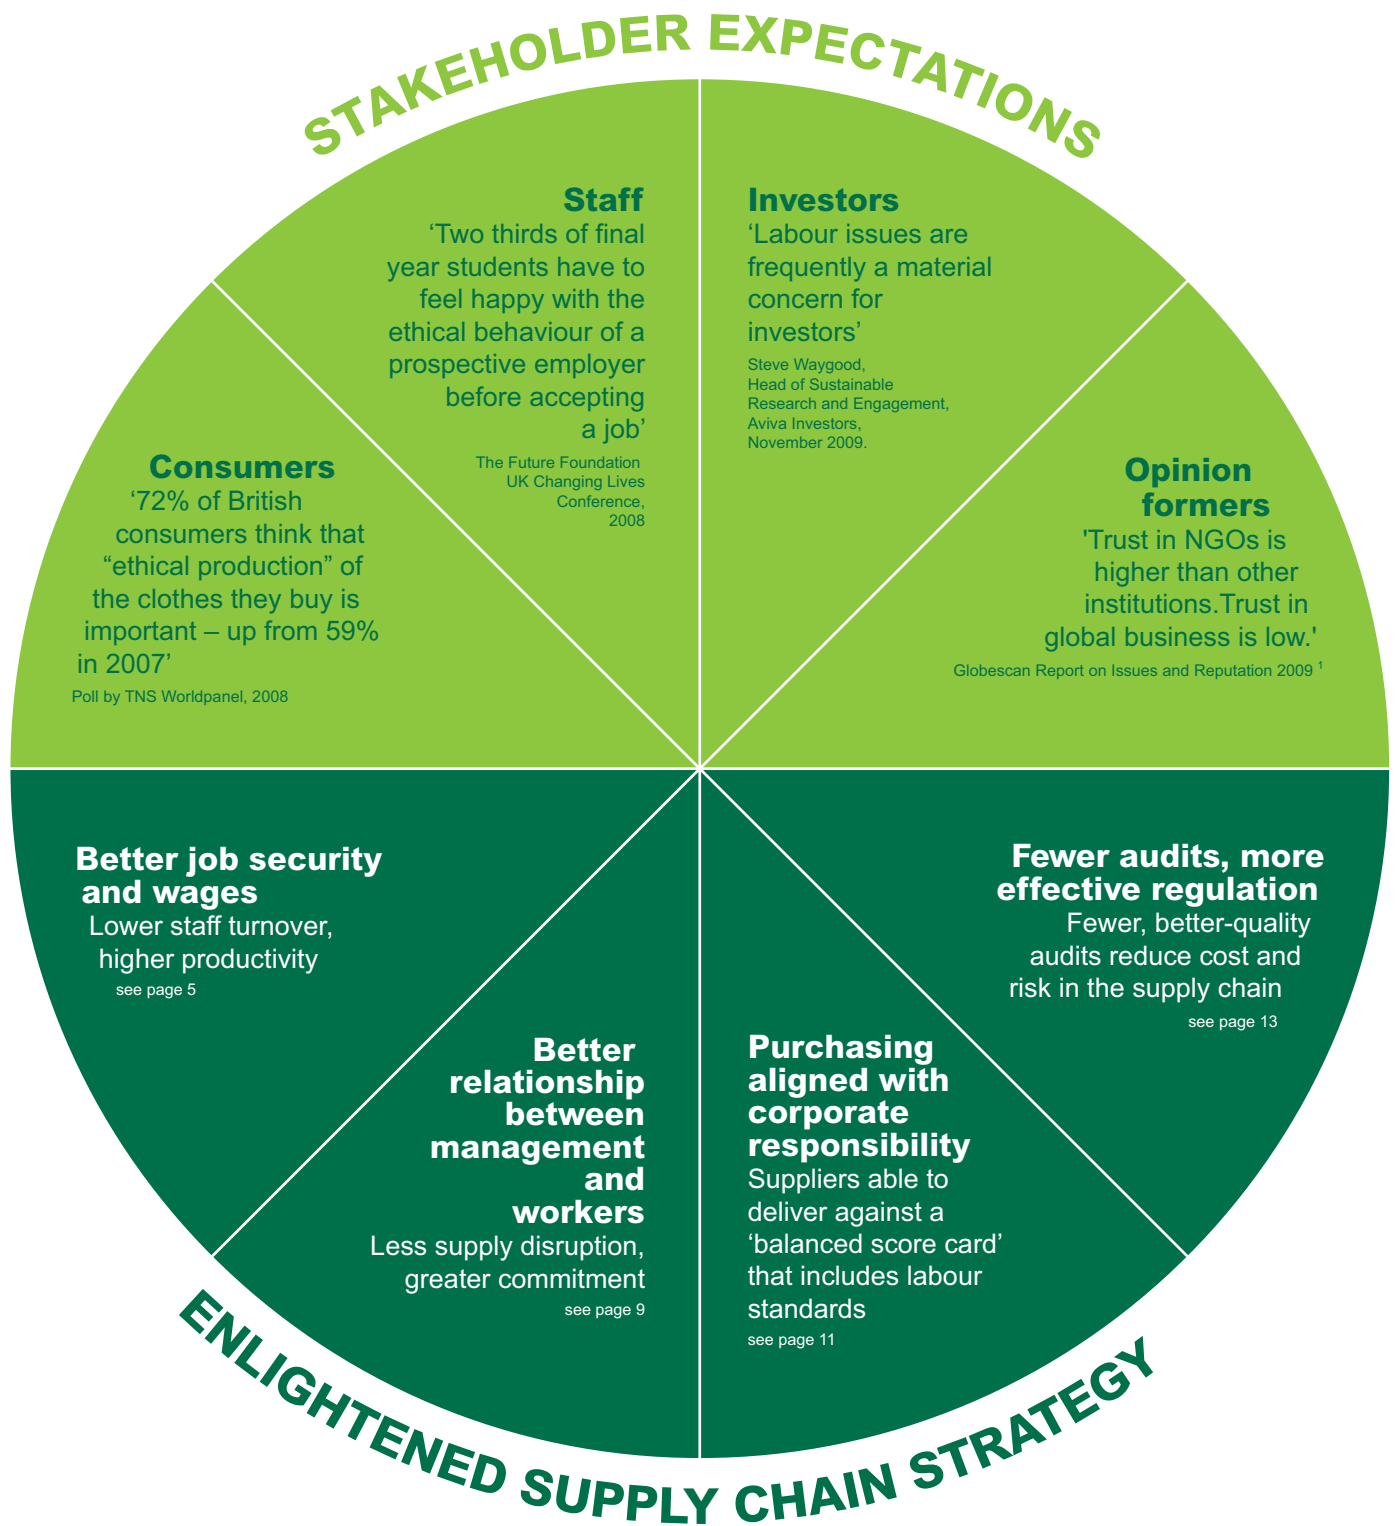 STAKEHOLDER EXPECTATIONS
Staff
‘Two thirds of final
year students have to
feel happy with the
ethical behaviour of a
prospective employer
before accepting
a job’
The Future Foundation
UK Changing Lives
Conference,
2008
Investors
‘Labour issues are
frequently a material
concern for
investors’
Steve Waygood,
Head of Sustainable
Research and Engagement,
Aviva Investors,
November 2009.
Consumers
‘72% of British
consumers think that
“ethical production” of
the clothes they buy is
important – up from 59%
in 2007’
Poll by TNS Worldpanel, 2008
Opinion
formers
'Trust in NGOs is
higher than other
institutions.Trust in
global business is low.'
Globescan Report on Issues and Reputation 2009 1
Better job security
and wages
Lower staff turnover,
higher productivity
see page 5
Fewer audits, more
effective regulation
Fewer, better-quality
audits reduce cost and
risk in the supply chain
see page 13
Better
relationship
between
management
and
workers
Less supply disruption,
greater commitment
see page 9
Purchasing
aligned with
corporate
responsibility
Suppliers able to
deliver against a
‘balanced score card’
that includes labour
standards
see page 11
ENLIGHTENED SUPPLY CHAIN STRATEGY